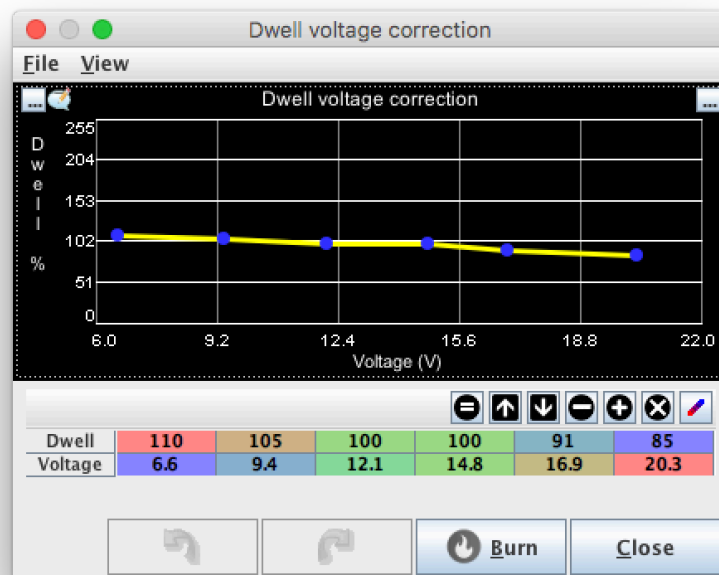 Dwell voltage correction
File View
... Dwell voltage correction ...
Dwell %
255
204
153
102
51
0
6.0 9.2 12.4 15.6 18.8 22.0
Voltage (V)
Dwell 110 105 100 100 91 85
Voltage 6.6 9.4 12.1 14.8 16.9 20.3
Burn Close